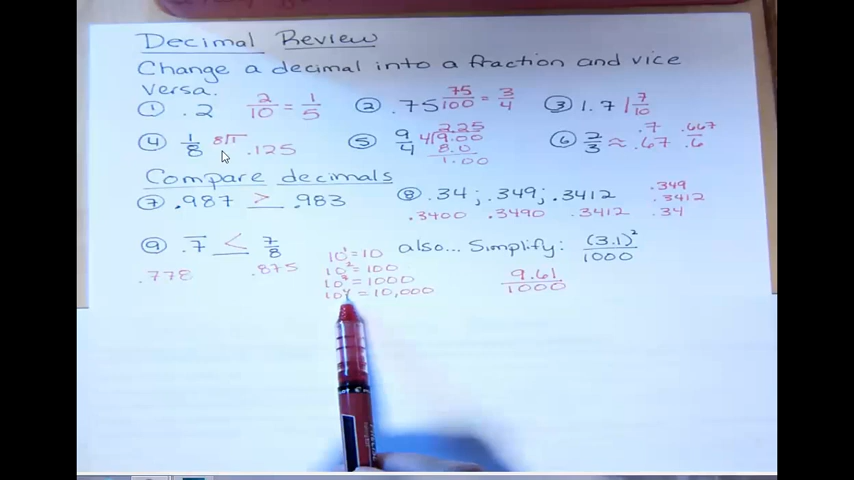 Decimal Review
Change a decimal into a fraction and vice
versa.
① .2 2/10 = 1/5 ② .75 75/100 = 3/4 ③ 1.7 1 7/10
④ 1/8 8)1 .125 ⑤ 9/4 4)9.00 2.25 8.0 1.00 ⑥ 2/3 ≈ .7 .67 .667 .6
Compare decimals
⑦ .987 > .983 ⑧ .34 ; .349 ; .3412 .349 .3412 .34
.3400 .3490 .3412
⑨ .7̅ < 7/8 also... Simplify: (3.1)²/1000
.778 .875 9.61/1000
10¹ = 10
10² = 100
= 1000
10⁴ = 10,000